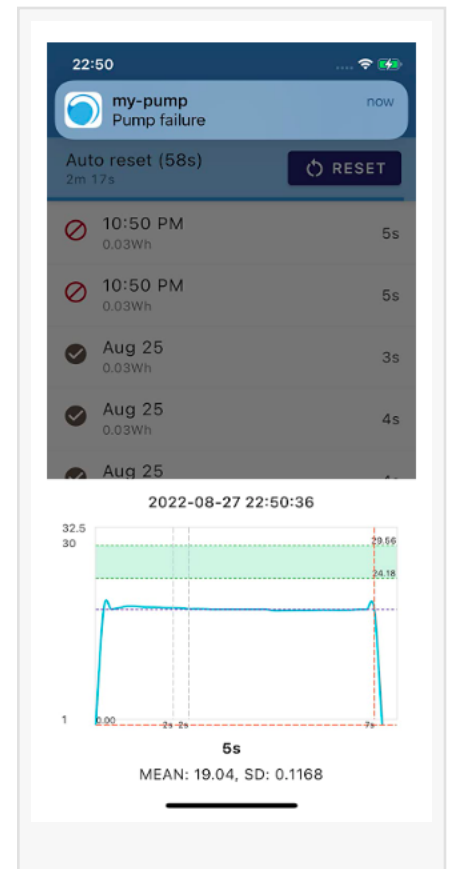 22:50
my-pump
now
Pump failure
Auto reset (58s)
2m 17s
RESET
10:50 PM
0.03Wh
5s
10:50 PM
0.03Wh
5s
Aug 25
0.03Wh
3s
Aug 25
0.03Wh
4s
Aug 25
2022-08-27 22:50:36
32.5
30
29.56
24.18
1
0.00
2s
2s
7s
5s
MEAN: 19.04, SD: 0.1168